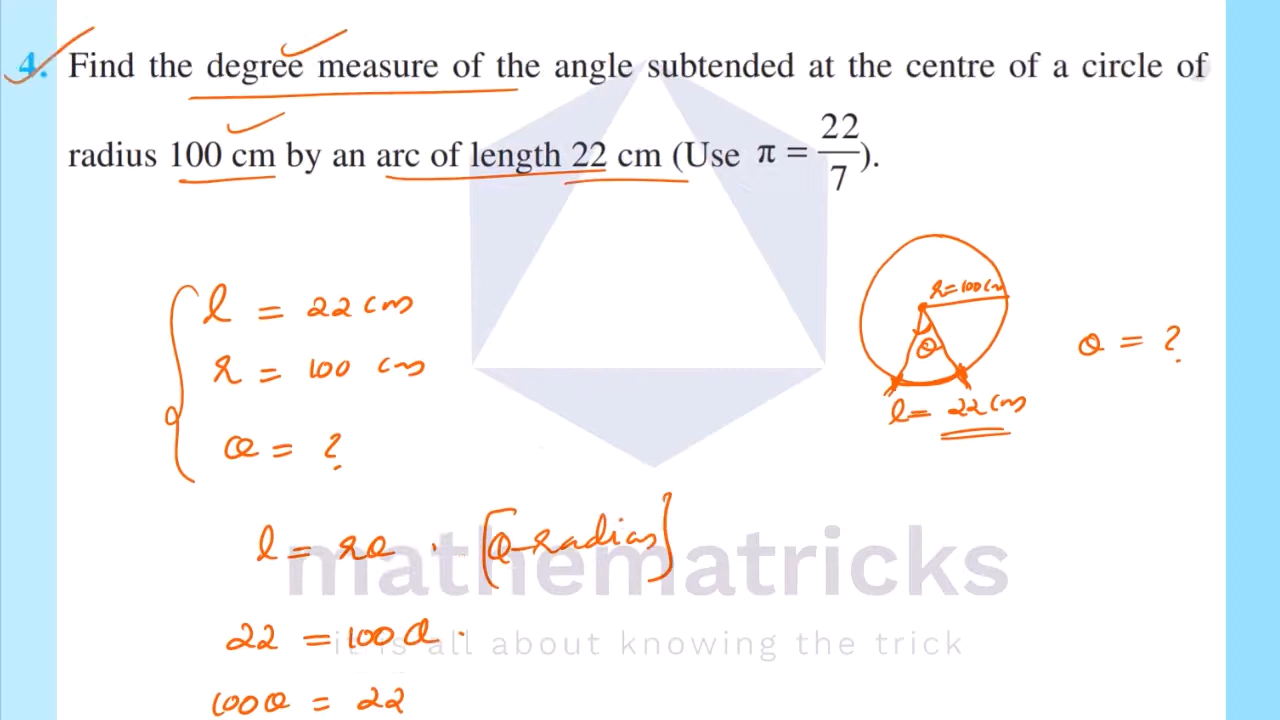 4. Find the degree measure of the angle subtended at the centre of a circle of
radius 100 cm by an arc of length 22 cm (Use π = 22/7).
r=100cm
θ
l = 22 cm
θ = ?
l = 22 cm
r = 100 cm
θ = ?
l = rθ . [θ-radian]
mathematricks
22 = 100θ.
it is all about knowing the trick
100θ = 22